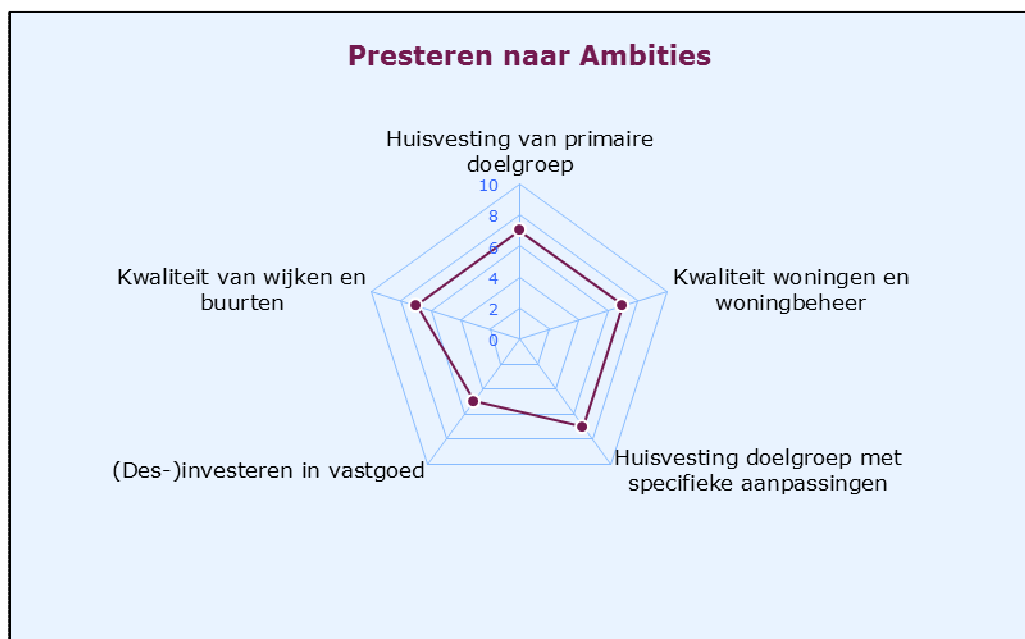 Presteren naar Ambities
Huisvesting van primaire
doelgroep
10
8
6
4
2
0
Kwaliteit van wijken en
buurten
Kwaliteit woningen en
woningbeheer
(Des-)investeren in vastgoed
Huisvesting doelgroep met
specifieke aanpassingen